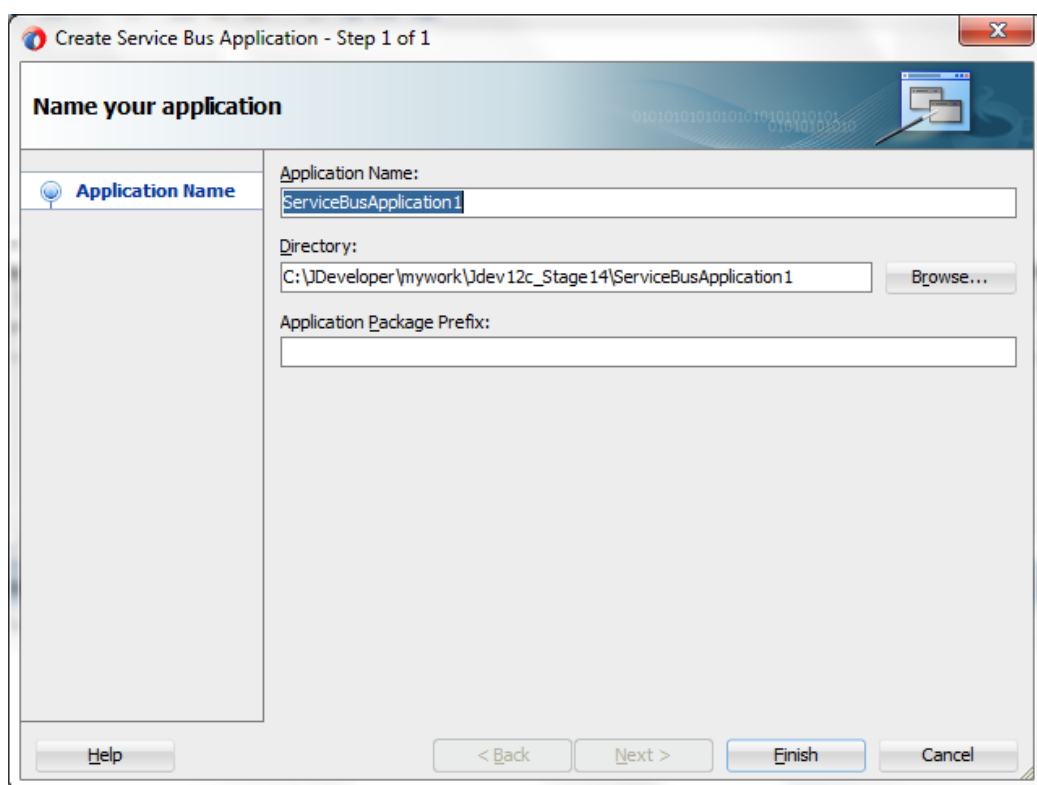 Create Service Bus Application - Step 1 of 1
Name your application
Application Name
Application Name:
ServiceBusApplication1
Directory:
C:\JDeveloper\mywork\Jdev12c_Stage14\ServiceBusApplication1
Browse...
Application Package Prefix:
Help
< Back
Next >
Finish
Cancel